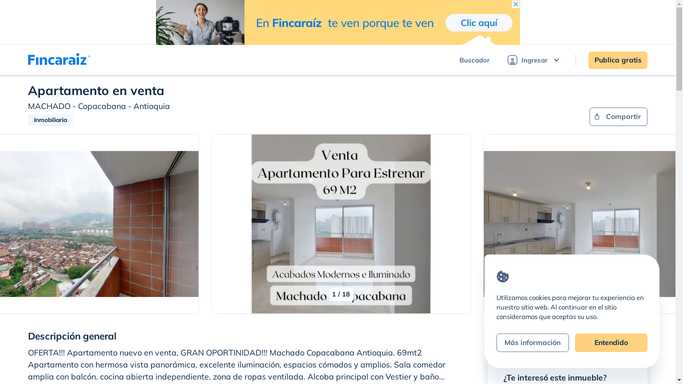 En Fincaraíz te ven porque te ven
Clic aquí
Fincaraiz
Buscador
Ingresar
Publica gratis
Apartamento en venta
MACHADO - Copacabana - Antioquia
Inmobiliaria
Compartir
Venta
Apartamento Para Estrenar
69 M2
Acabados Modernos e Iluminado
Machado Copacabana
1 / 18
Utilizamos cookies para mejorar tu experiencia en
nuestro sitio web. Al continuar en el sitio
consideramos que aceptas su uso.
Más información
Entendido
Descripción general
OFERTA!!! Apartamento nuevo en venta, GRAN OPORTINIDAD!!! Machado Copacabana Antioquia. 69mt2
Apartamento con hermosa vista panorámica, excelente iluminación, espacios cómodos y amplios. Sala comedor
amplia con balcón, cocina abierta independiente, zona de ropas ventilada. Alcoba principal con Vestier y baño...
¿Te interesó este inmueble?